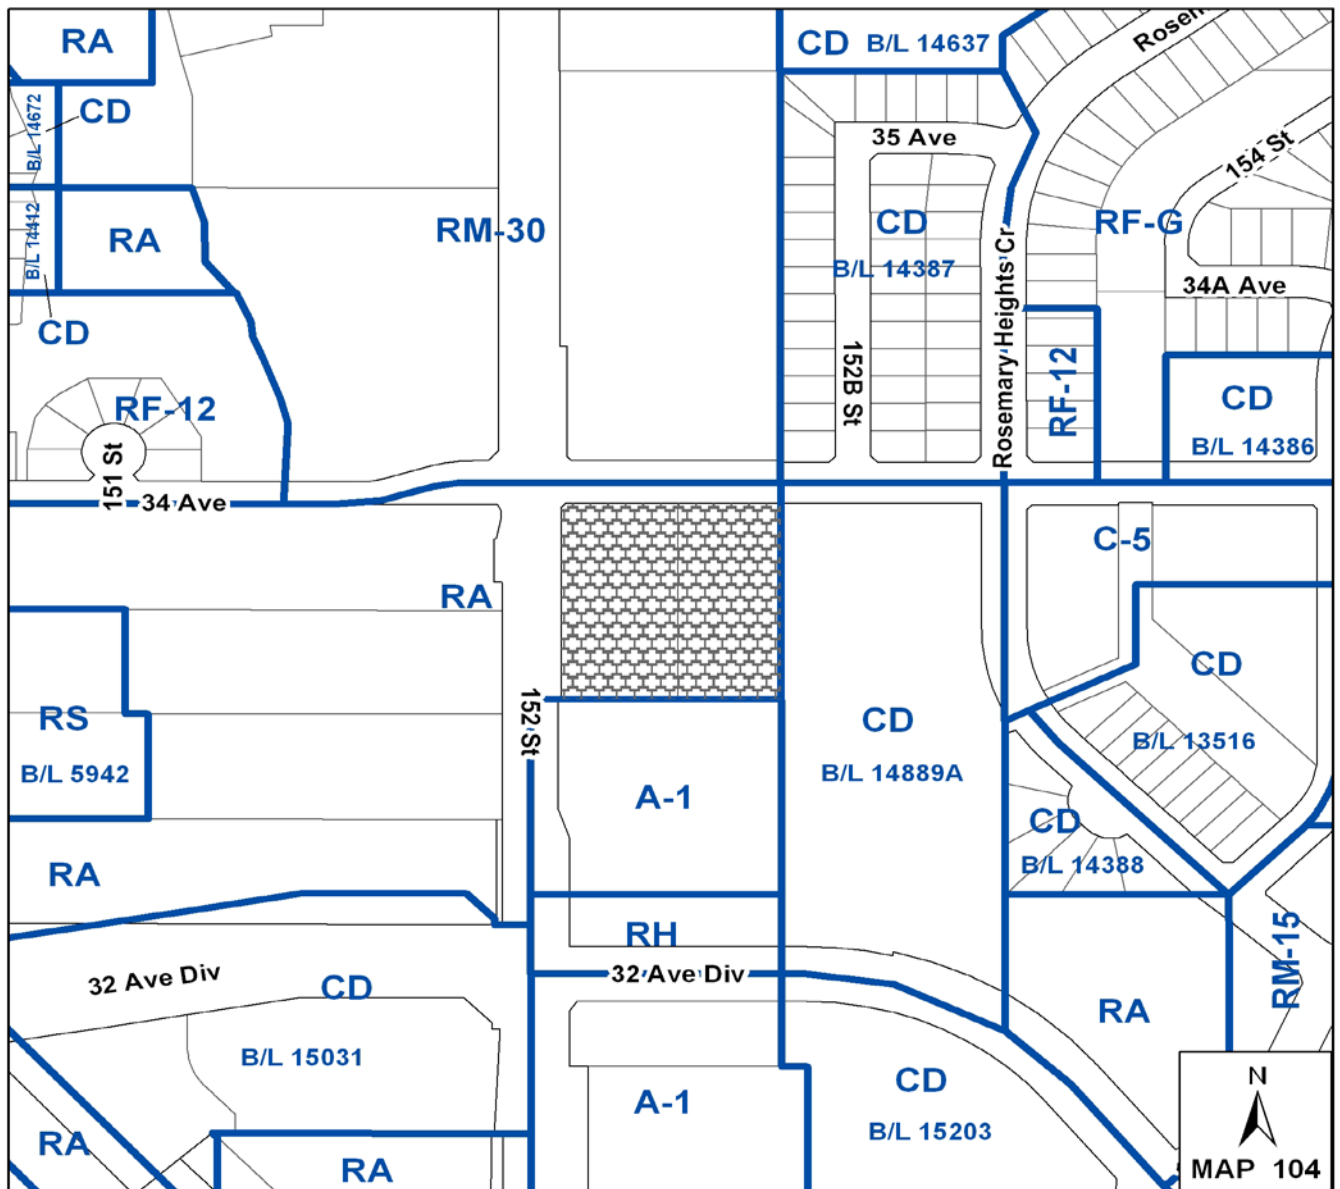 RA
CD B/L 14637
Rosem
B/L 14672
CD
35 Ave
154 St
B/L 14412
RA
RM-30
CD
B/L 14387
RF-G
Rosemary Heights Cr
34A Ave
CD
152B St
RF-12
CD
B/L 14386
RF-12
151 St
34 Ave
C-5
RA
CD
B/L 13516
RS
B/L 5942
152 St
CD
B/L 14889A
A-1
CD
B/L 14388
RA
RH
RM-15
32 Ave Div
32 Ave Div
CD
RA
B/L 15031
A-1
CD
B/L 15203
N
MAP 104
RA
RA